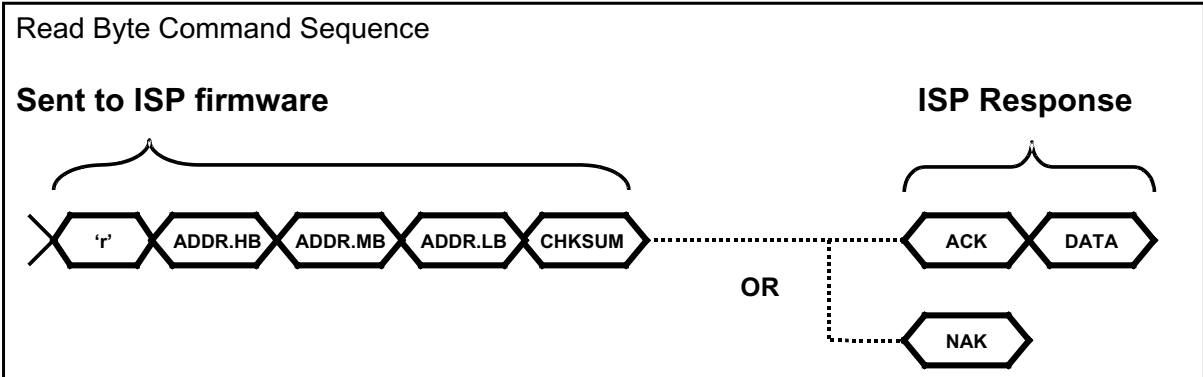 Read Byte Command Sequence
Sent to ISP firmware ISP Response
‘r’ ADDR.HB ADDR.MB ADDR.LB CHKSUM ACK DATA
OR
NAK